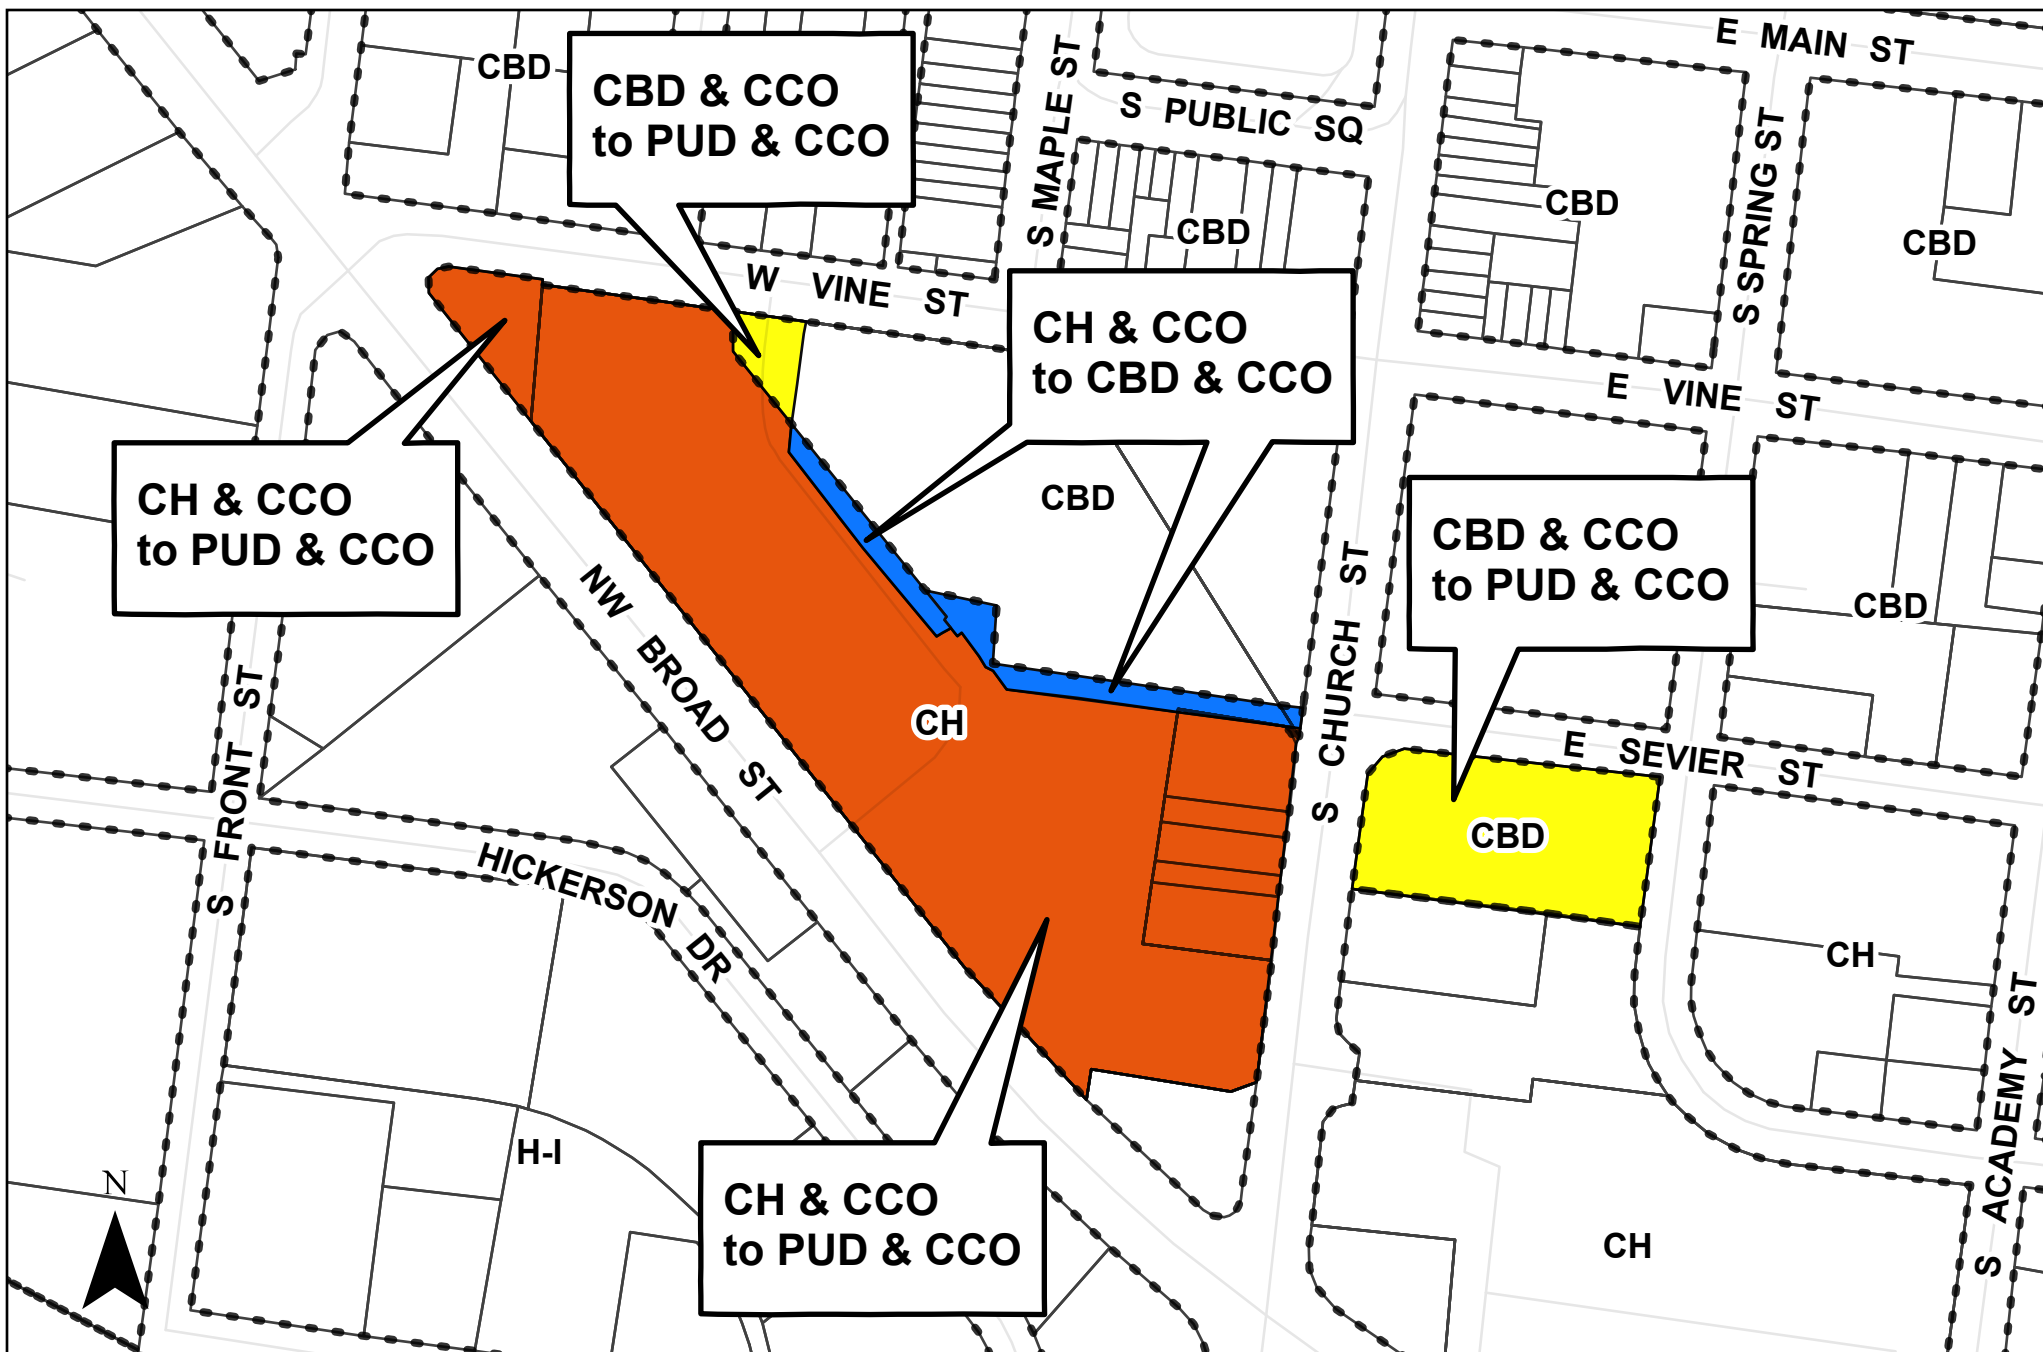 E MAIN ST
CBD
CBD & CCO
to PUD & CCO
S MAPLE ST
S PUBLIC SQ
S SPRING ST
CBD
CBD
CBD
W VINE ST
CH & CCO
to CBD & CCO
E VINE ST
CH & CCO
to PUD & CCO
CBD
CBD & CCO
to PUD & CCO
CBD
NW BROAD ST
S CHURCH ST
CH
E SEVIER ST
S FRONT ST
CBD
HICKERSON DR
CH
S ACADEMY ST
H-I
N
CH & CCO
to PUD & CCO
CH